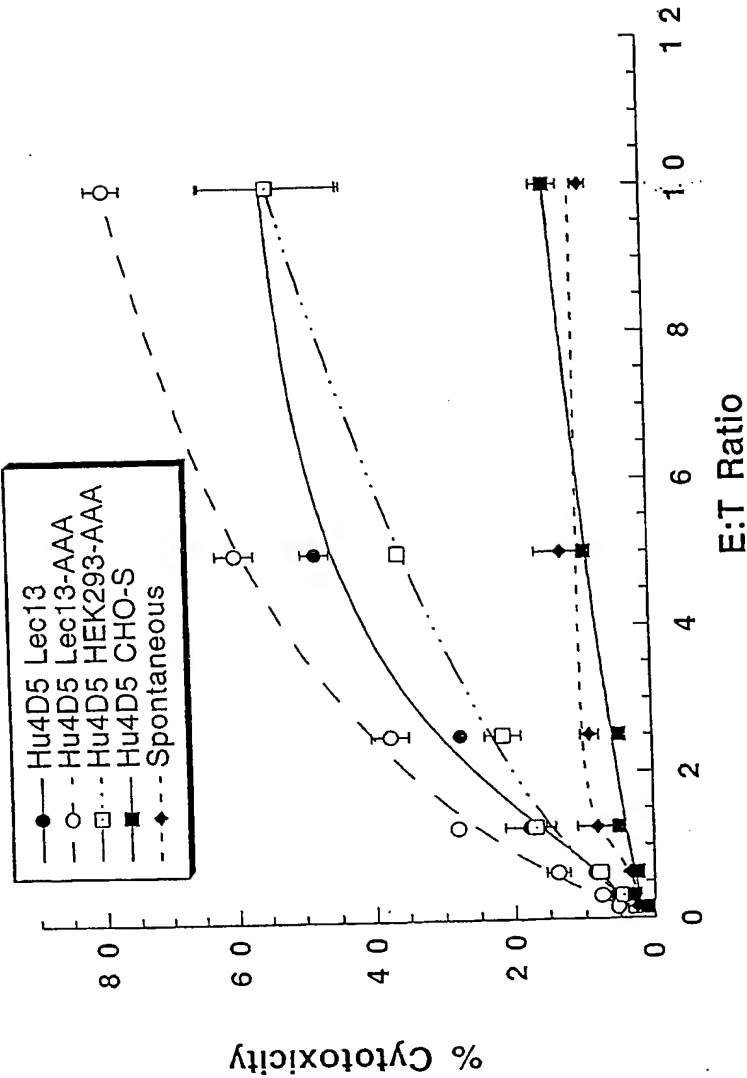 Hu4D5 Lec13
Hu4D5 Lec13-AAA
Hu4D5 HEK293-AAA
Hu4D5 CHO-S
Spontaneous
% Cytotoxicity
80
60
40
20
0
0 2 4 6 8 10 12
E:T Ratio